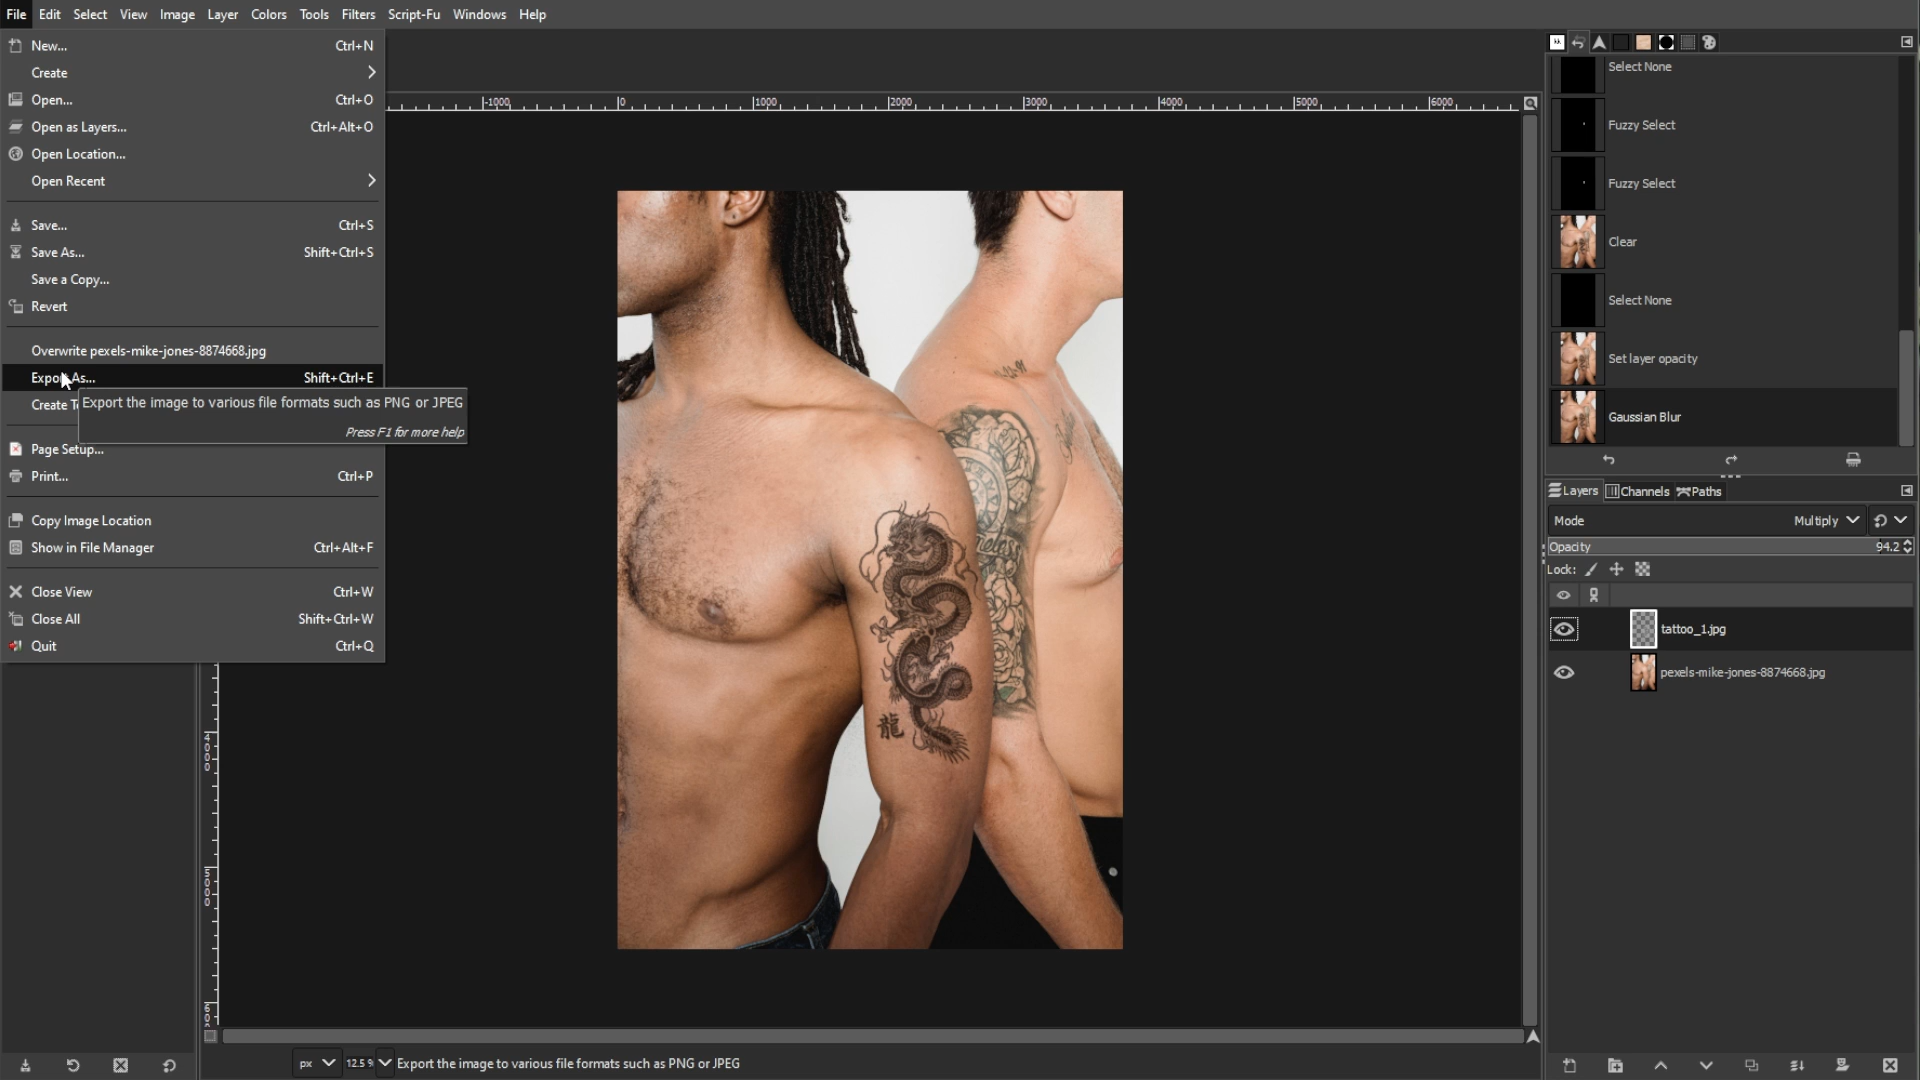 File Edit Select View Image Layer Colors Tools Filters Script-Fu Windows Help
New... Ctrl+N
Create
Open... Ctrl+O
Open as Layers... Ctrl+Alt+O
Open Location...
Open Recent
Save... Ctrl+S
Save As... Shift+Ctrl+S
Save a Copy...
Revert
Overwrite pexels-mike-jones-8874668.jpg
Export As... Shift+Ctrl+E
Create
Export the image to various file formats such as PNG or JPEG
Press F1 for more help
Page Setup...
Print... Ctrl+P
Copy Image Location
Show in File Manager Ctrl+Alt+F
Close View Ctrl+W
Close All Shift+Ctrl+W
Quit Ctrl+Q
-1000 0 1000 2000 3000 4000 5000 6000
4000
5000
龍
px 12.5 Export the image to various file formats such as PNG or JPEG
Select None
Fuzzy Select
Fuzzy Select
Clear
Select None
Set layer opacity
Gaussian Blur
Layers Channels Paths
Mode Multiply
Opacity 94.2
Lock:
tattoo_1.jpg
pexels-mike-jones-8874668.jpg